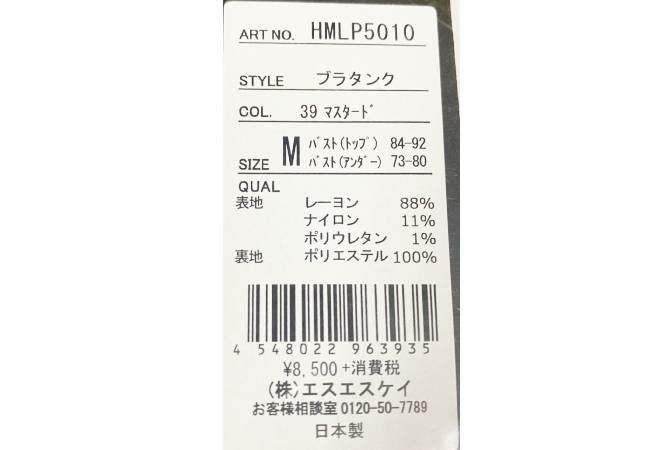 ART NO. HMLP5010
STYLE ブラタンク
COL. 39 ﾏｽﾀｰﾄﾞ
SIZE M ﾊﾞｽﾄ(ﾄｯﾌﾟ) 84-92
ﾊﾞｽﾄ(ｱﾝﾀﾞｰ) 73-80
QUAL
表地 レーヨン 88%
ナイロン 11%
ポリウレタン 1%
裏地 ポリエステル 100%
4 548022 963935
¥8,500+消費税
(株)エスエスケイ
お客様相談室 0120-50-7789
日本製